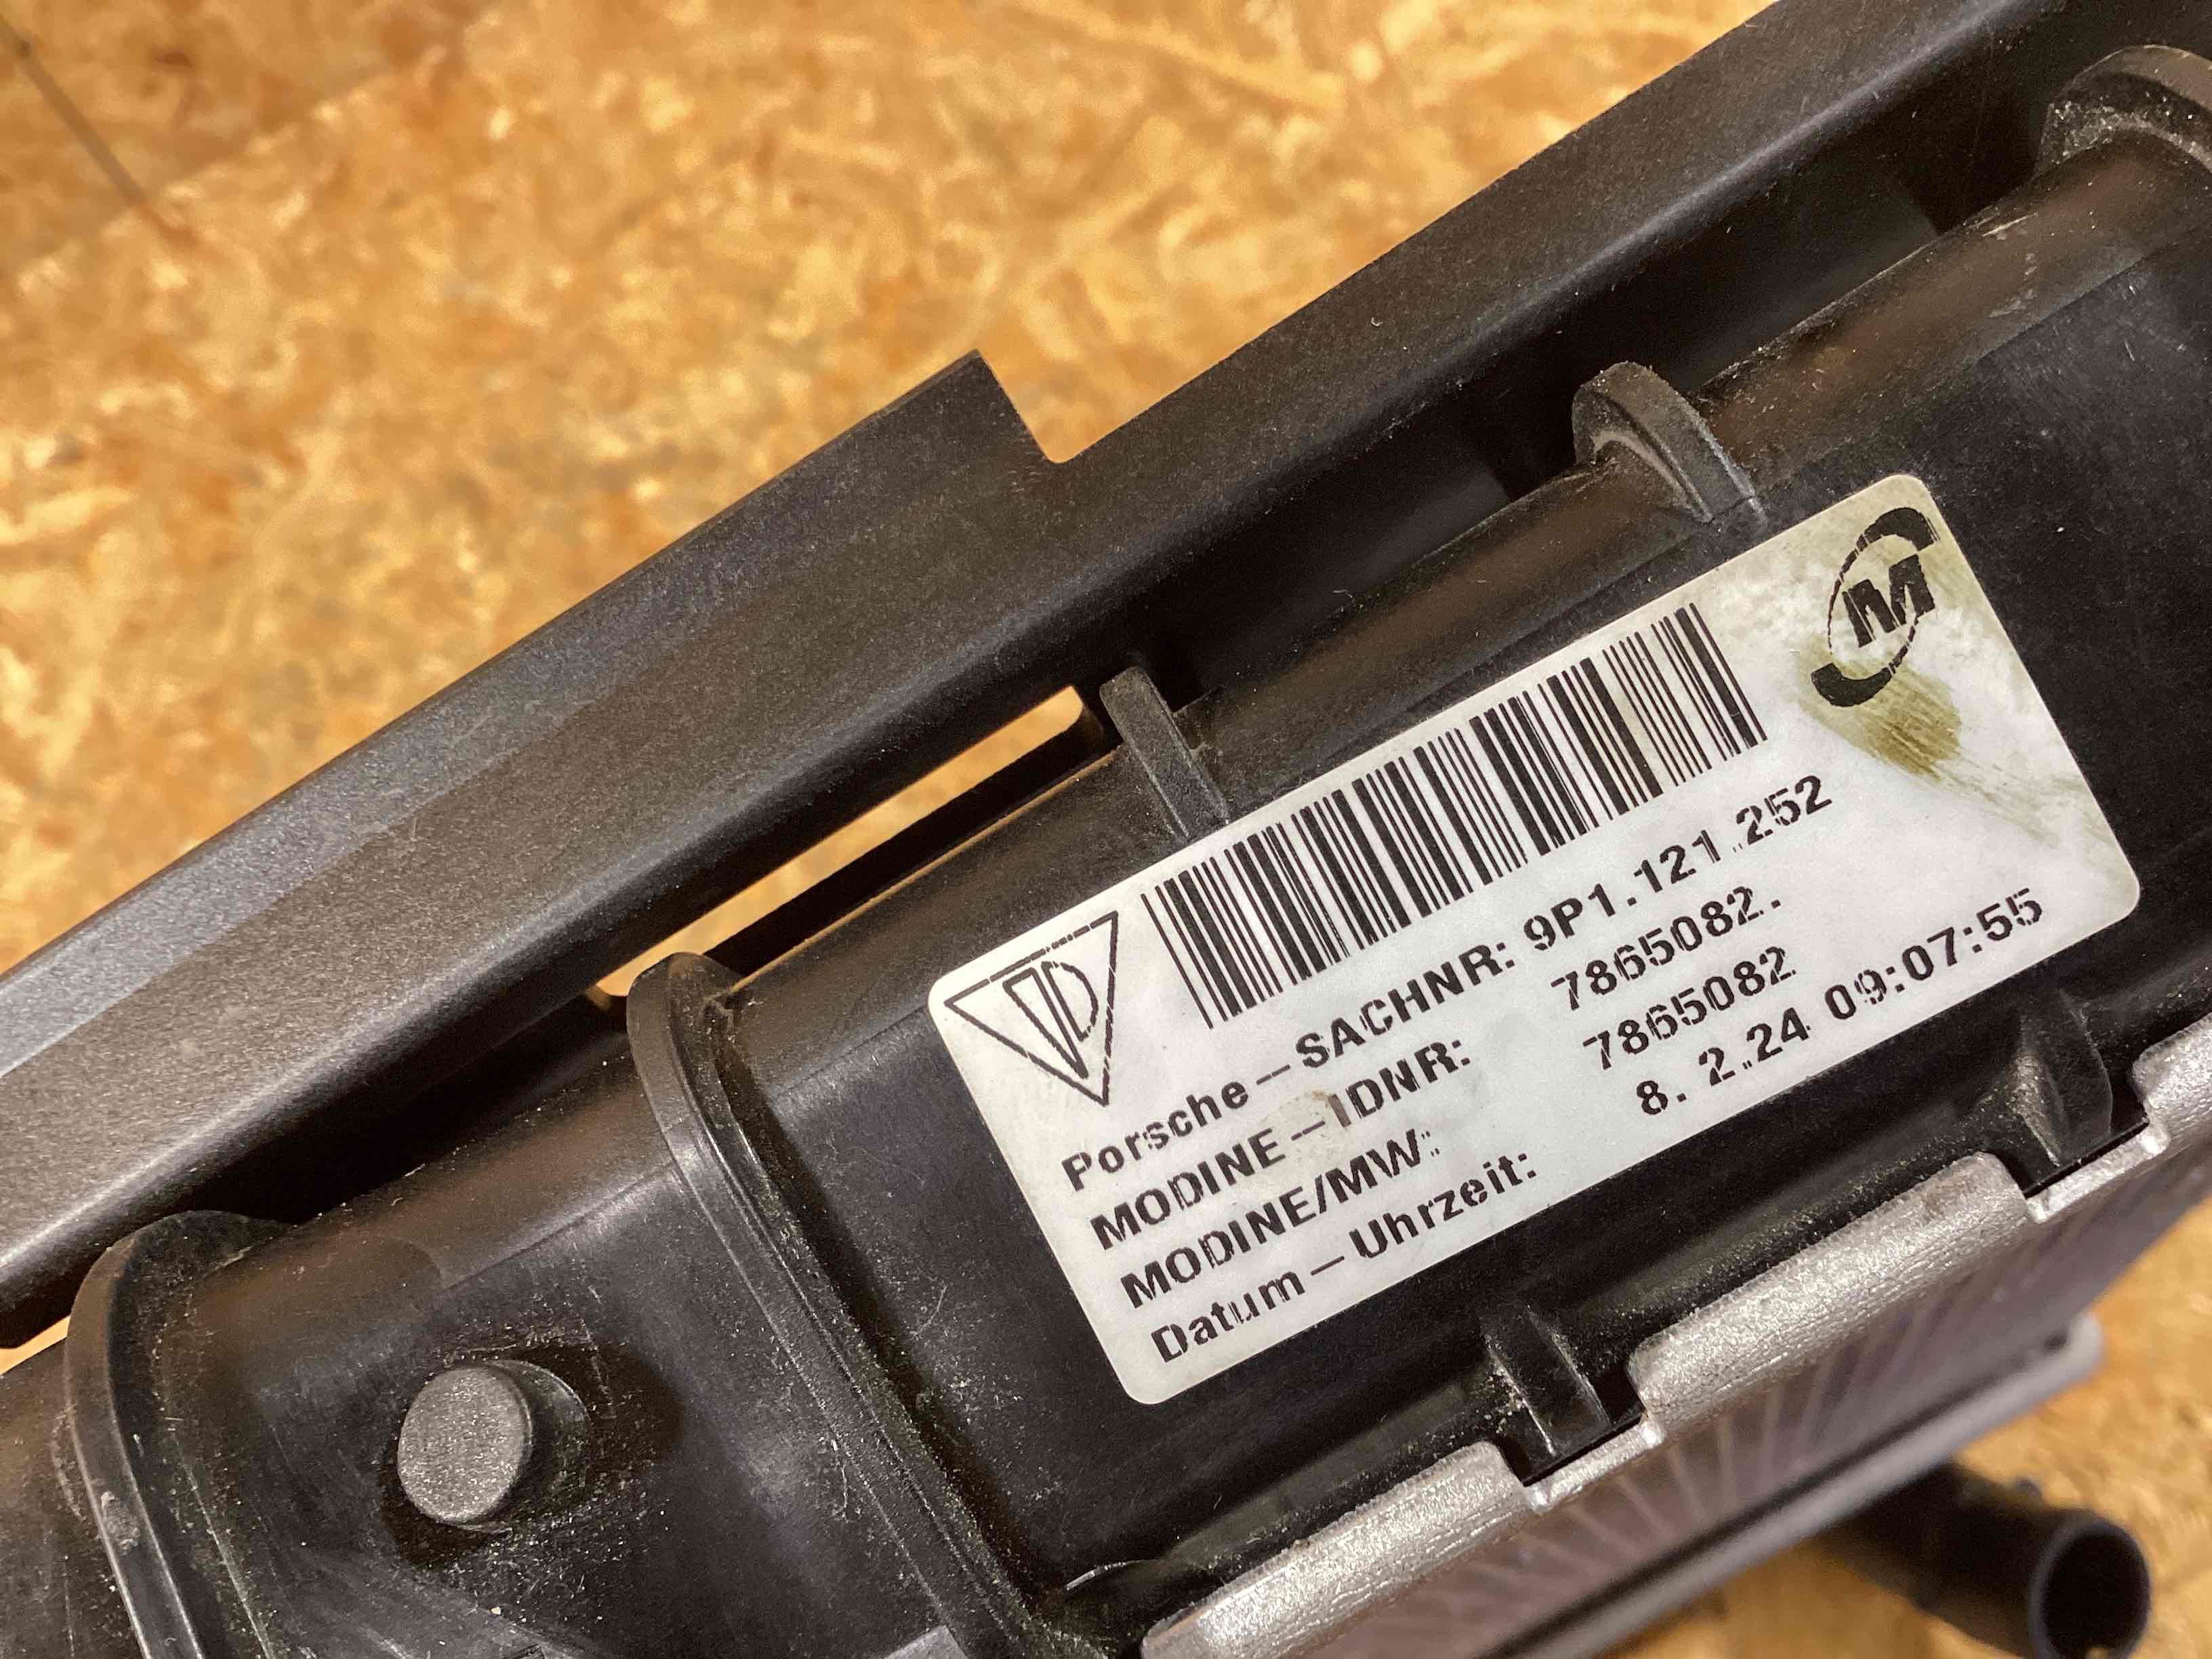 M
Porsche-SACHNR: 9P1.121.252
MODINE-IDNR: 7865082.
MODINE/MW: 7865082
Datum-Uhrzeit: 8. 2.24 09:07:55